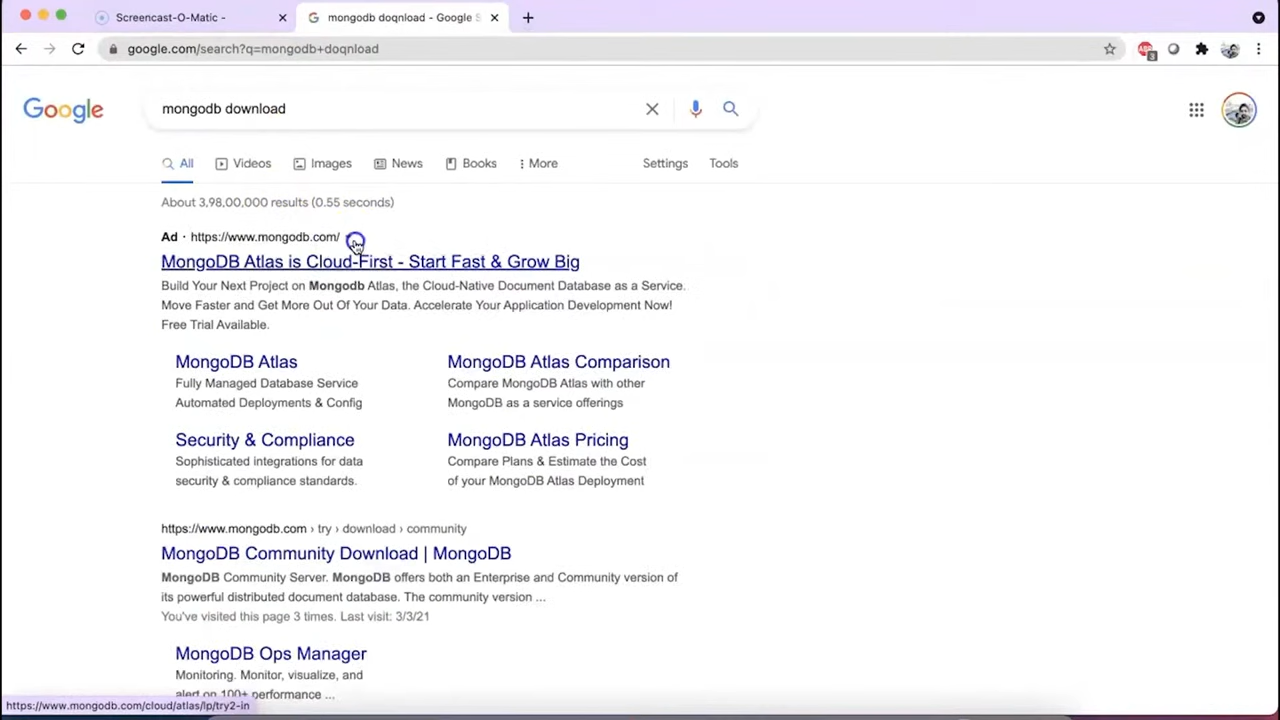 Screencast-O-Matic -
mongodb doqnload - Google S
google.com/search?q=mongodb+doqnload
3
Google
mongodb download
All
Videos
Images
News
Books
More
Settings
Tools
About 3,98,00,000 results (0.55 seconds)
Ad · https://www.mongodb.com/
MongoDB Atlas is Cloud-First - Start Fast & Grow Big
Build Your Next Project on Mongodb Atlas, the Cloud-Native Document Database as a Service.
Move Faster and Get More Out Of Your Data. Accelerate Your Application Development Now!
Free Trial Available.
MongoDB Atlas
Fully Managed Database Service
Automated Deployments & Config
MongoDB Atlas Comparison
Compare MongoDB Atlas with other
MongoDB as a service offerings
Security & Compliance
Sophisticated integrations for data
security & compliance standards.
MongoDB Atlas Pricing
Compare Plans & Estimate the Cost
of your MongoDB Atlas Deployment
https://www.mongodb.com › try › download › community
MongoDB Community Download | MongoDB
MongoDB Community Server. MongoDB offers both an Enterprise and Community version of
its powerful distributed document database. The community version ...
You've visited this page 3 times. Last visit: 3/3/21
MongoDB Ops Manager
Monitoring. Monitor, visualize, and
alert on 100+ performance ...
https://www.mongodb.com/cloud/atlas/lp/try2-in